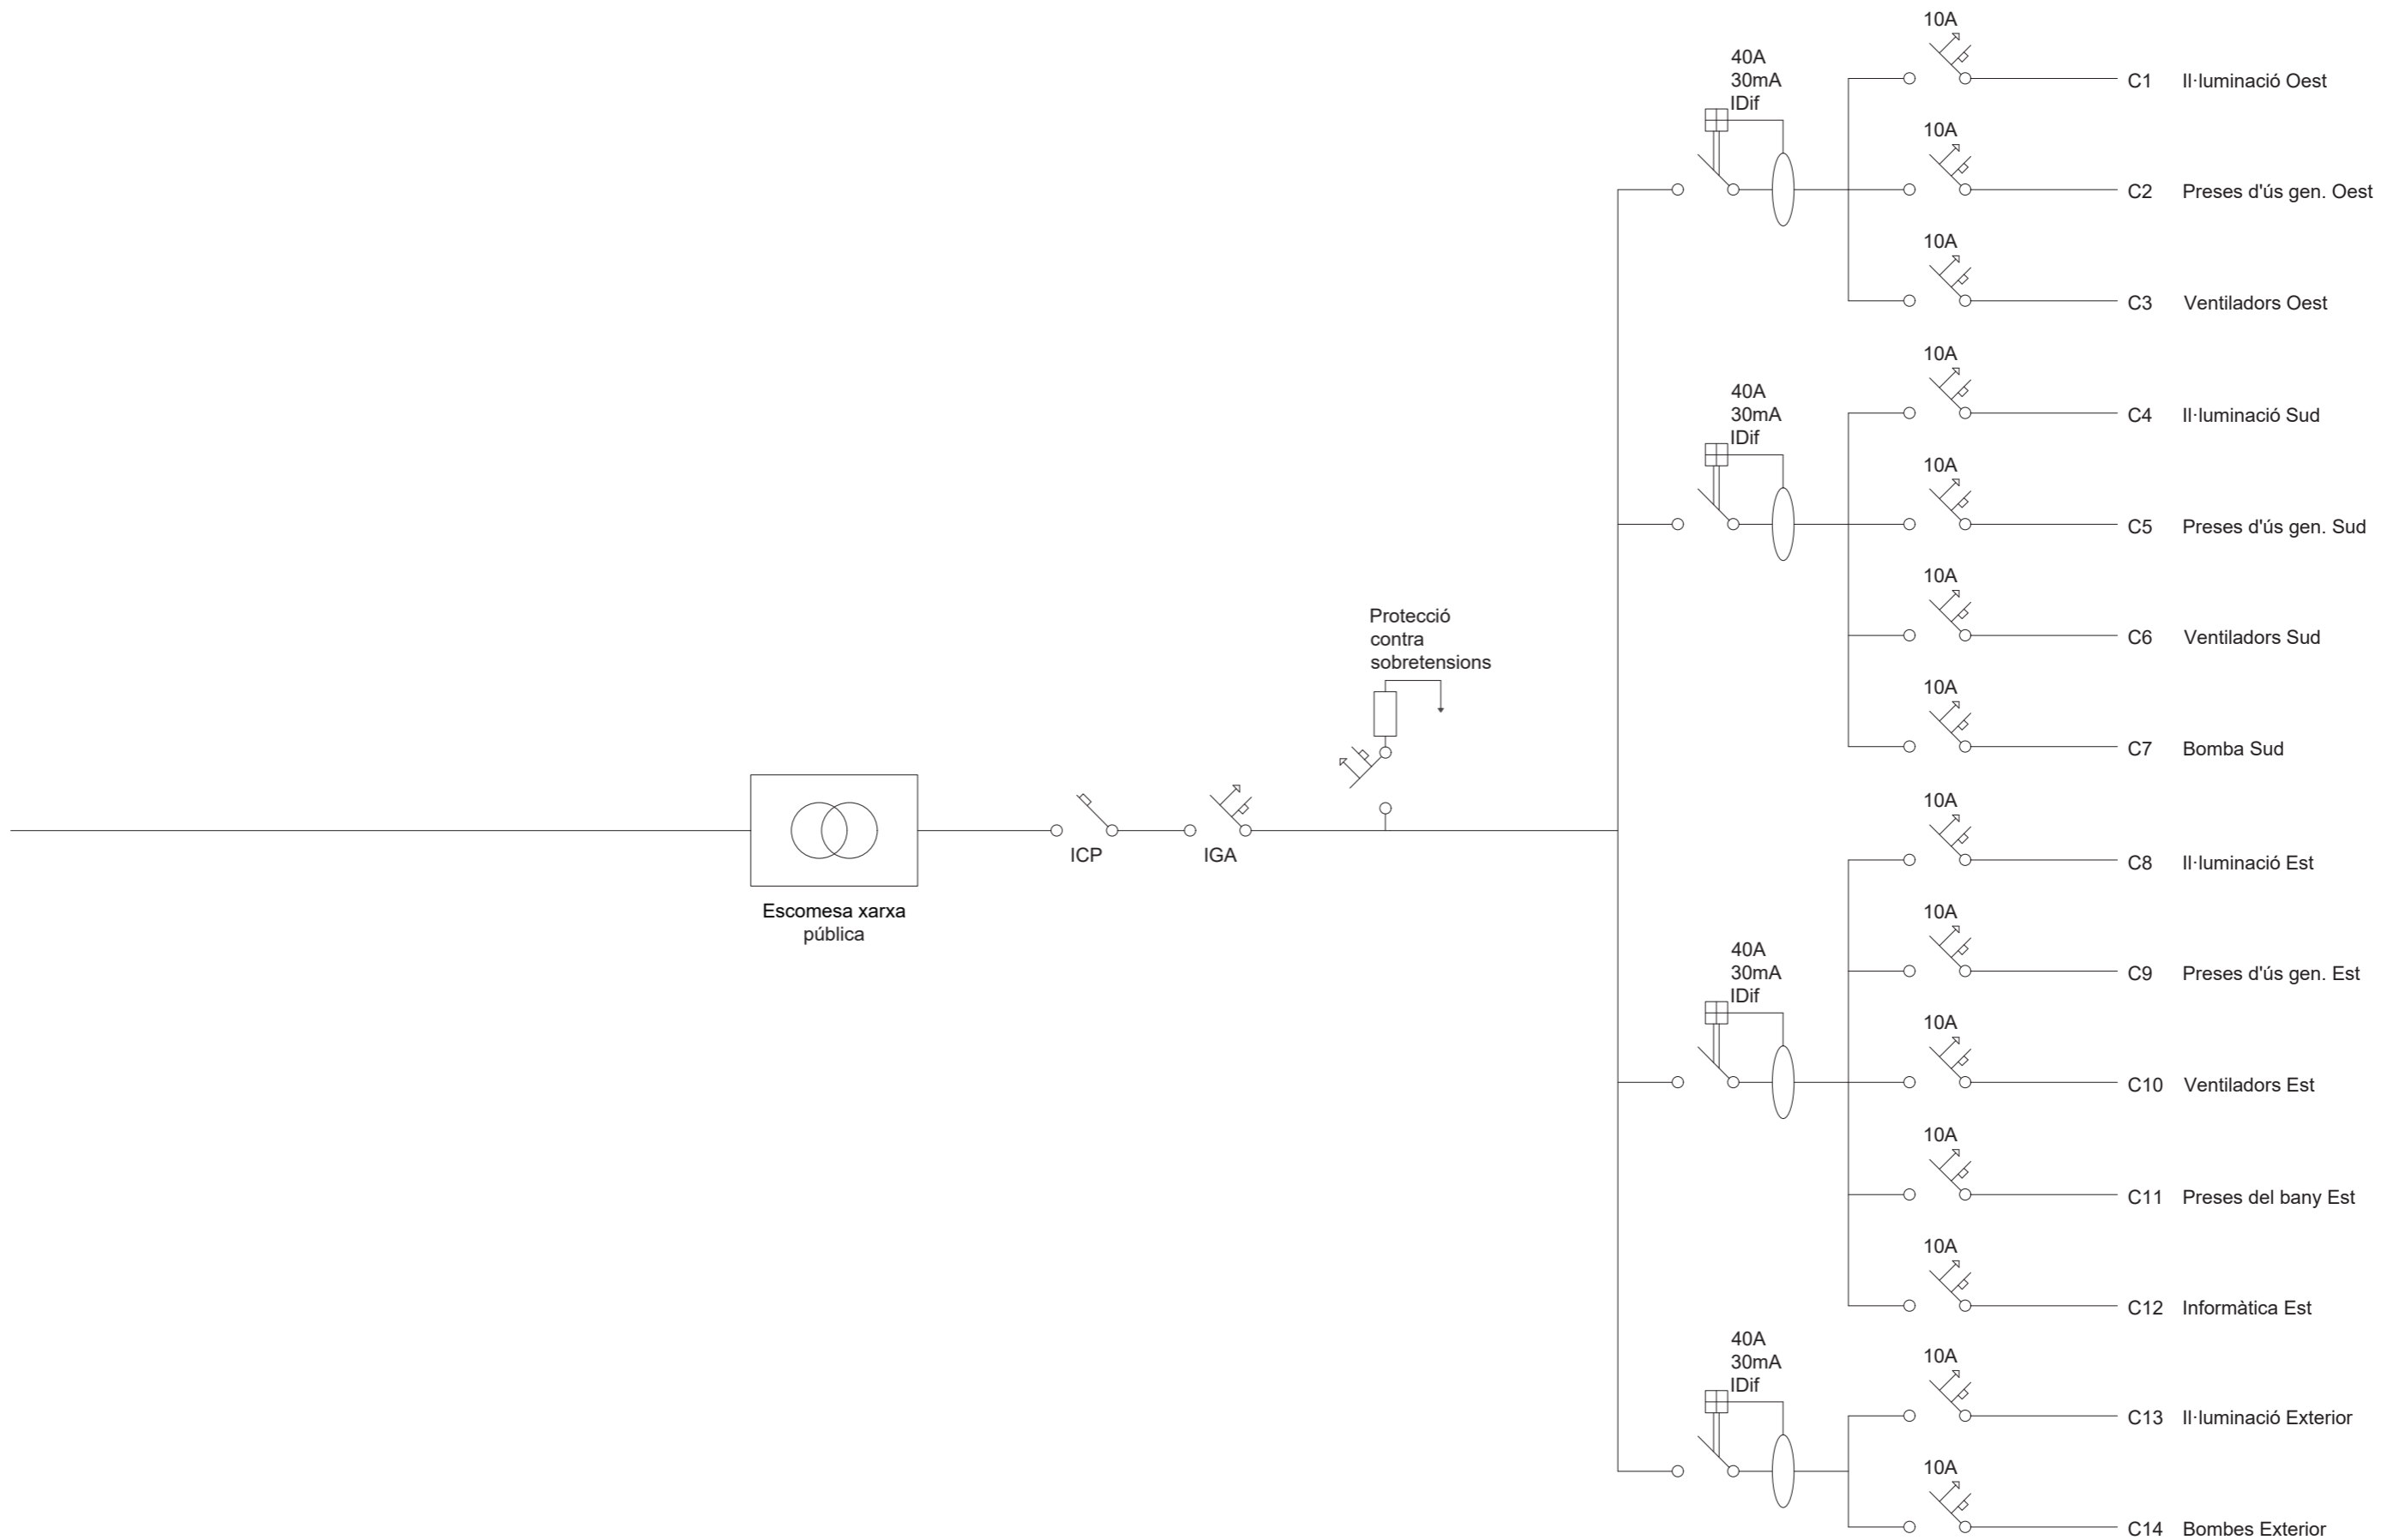 10A
40A
30mA
IDif
C1 Il·luminació Oest
10A
C2 Preses d'ús gen. Oest
10A
C3 Ventiladors Oest
10A
40A
30mA
IDif
C4 Il·luminació Sud
10A
C5 Preses d'ús gen. Sud
10A
C6 Ventiladors Sud
10A
C7 Bomba Sud
Protecció
contra
sobretensions
ICP
IGA
Escomesa xarxa
pública
10A
C8 Il·luminació Est
10A
40A
30mA
IDif
C9 Preses d'ús gen. Est
10A
C10 Ventiladors Est
10A
C11 Preses del bany Est
10A
C12 Informàtica Est
40A
30mA
IDif
10A
C13 Il·luminació Exterior
10A
C14 Bombes Exterior